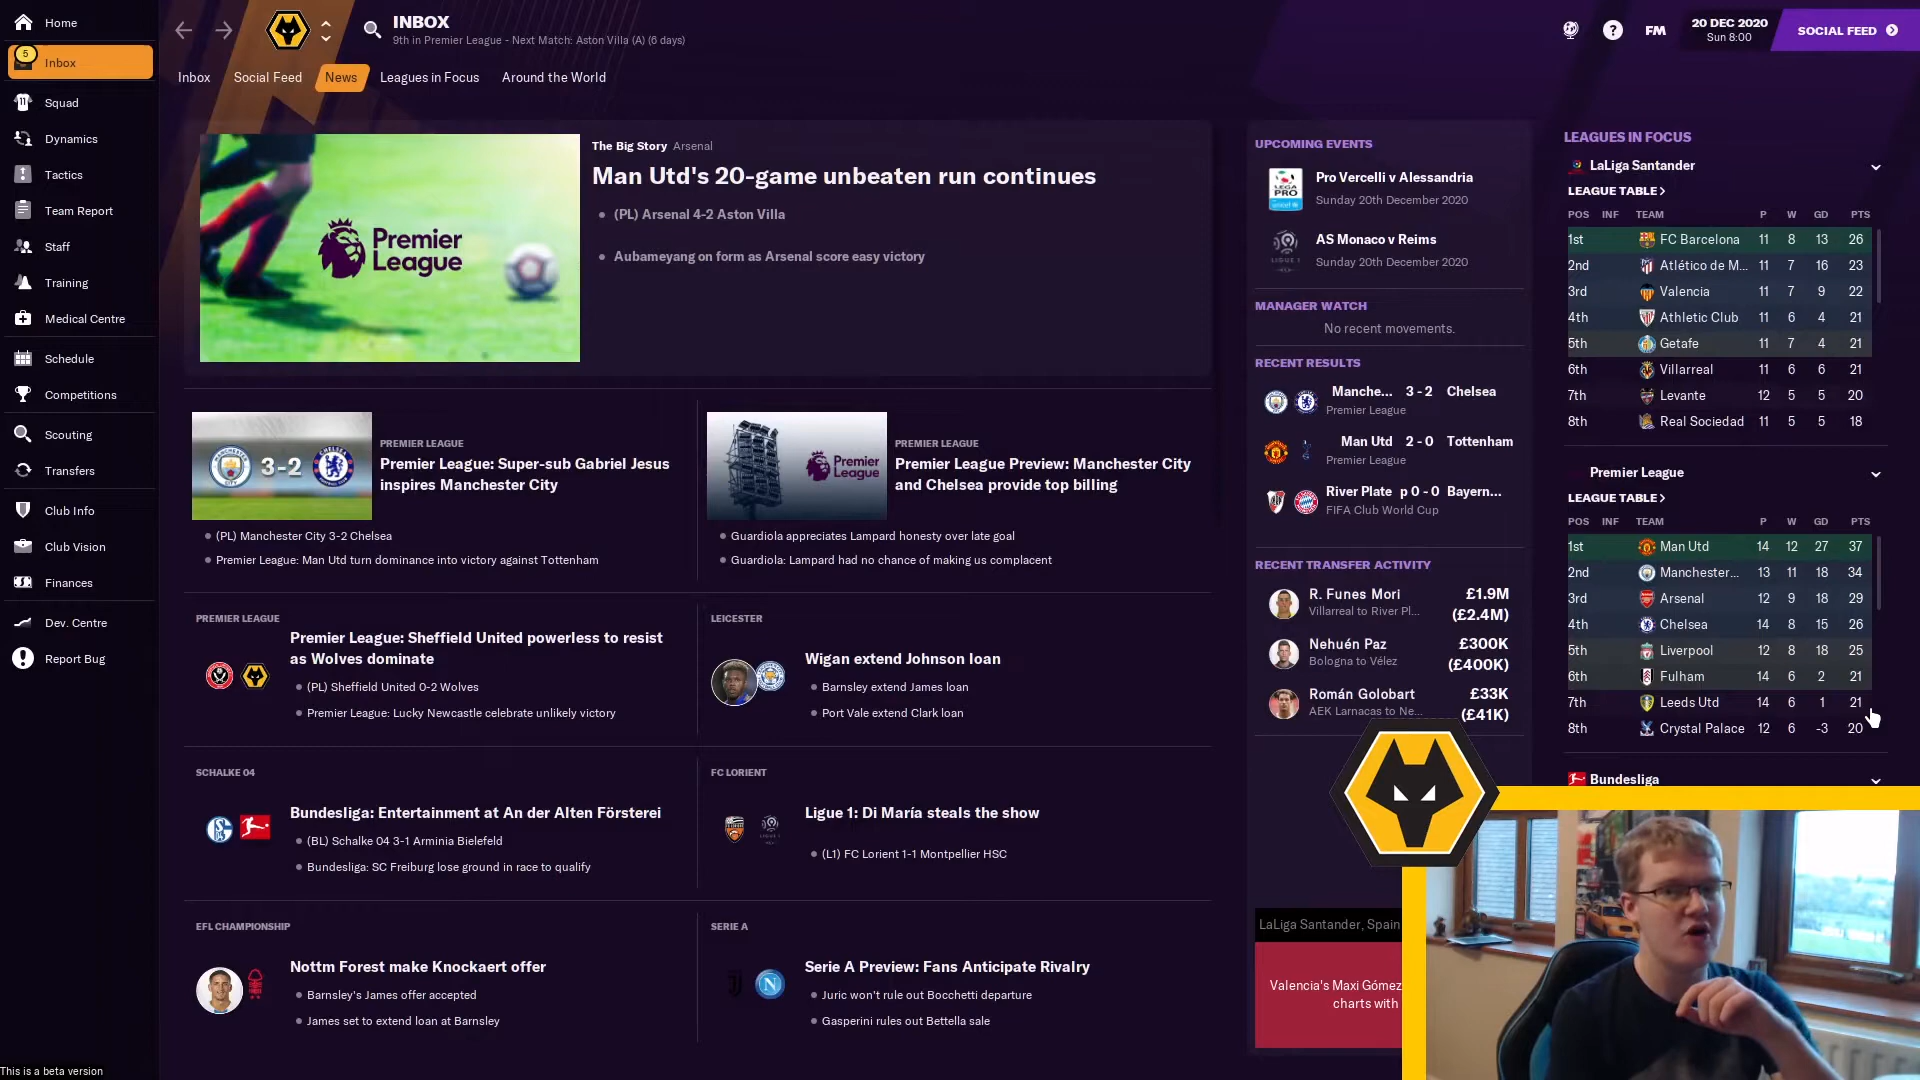 Home
5
Inbox
Squad
Dynamics
Tactics
Team Report
Staff
Training
Medical Centre
Schedule
Competitions
Scouting
Transfers
Club Info
Club Vision
Finances
Dev. Centre
Report Bug
This is a beta version
INBOX
9th in Premier League - Next Match: Aston Villa (A) (6 days)
FM
20 DEC 2020
Sun 8:00
SOCIAL FEED
Inbox Social Feed News Leagues in Focus Around the World
Premier
League
The Big Story Arsenal
Man Utd's 20-game unbeaten run continues
(PL) Arsenal 4-2 Aston Villa
Aubameyang on form as Arsenal score easy victory
3-2
PREMIER LEAGUE
Premier League: Super-sub Gabriel Jesus
inspires Manchester City
(PL) Manchester City 3-2 Chelsea
Premier League: Man Utd turn dominance into victory against Tottenham
Premier
League
PREMIER LEAGUE
Premier League Preview: Manchester City
and Chelsea provide top billing
Guardiola appreciates Lampard honesty over late goal
Guardiola: Lampard had no chance of making us complacent
PREMIER LEAGUE
Premier League: Sheffield United powerless to resist
as Wolves dominate
(PL) Sheffield United 0-2 Wolves
Premier League: Lucky Newcastle celebrate unlikely victory
LEICESTER
Wigan extend Johnson loan
Barnsley extend James loan
Port Vale extend Clark loan
SCHALKE 04
Bundesliga: Entertainment at An der Alten Försterei
(BL) Schalke 04 3-1 Arminia Bielefeld
Bundesliga: SC Freiburg lose ground in race to qualify
FC LORIENT
Ligue 1: Di María steals the show
(L1) FC Lorient 1-1 Montpellier HSC
EFL CHAMPIONSHIP
Nottm Forest make Knockaert offer
Barnsley's James offer accepted
James set to extend loan at Barnsley
SERIE A
Serie A Preview: Fans Anticipate Rivalry
Juric won't rule out Bocchetti departure
Gasperini rules out Bettella sale
UPCOMING EVENTS
Pro Vercelli v Alessandria
Sunday 20th December 2020
AS Monaco v Reims
Sunday 20th December 2020
MANAGER WATCH
No recent movements.
RECENT RESULTS
Manche... 3 - 2 Chelsea
Premier League
Man Utd 2 - 0 Tottenham
Premier League
River Plate p 0 - 0 Bayern...
FIFA Club World Cup
RECENT TRANSFER ACTIVITY
R. Funes Mori £1.9M
Villarreal to River Pl... (£2.4M)
Nehuén Paz £300K
Bologna to Vélez (£400K)
Román Golobart £33K
AEK Larnacas to Ne... (£41K)
LaLiga Santander, Spain
Valencia's Maxi Gómez
charts with
LEAGUES IN FOCUS
LaLiga Santander
LEAGUE TABLE >
POS INF TEAM P W GD PTS
1st FC Barcelona 11 8 13 26
2nd Atlético de M... 11 7 16 23
3rd Valencia 11 7 9 22
4th Athletic Club 11 6 4 21
5th Getafe 11 7 4 21
6th Villarreal 11 6 6 21
7th Levante 12 5 5 20
8th Real Sociedad 11 5 5 18
Premier League
LEAGUE TABLE >
POS INF TEAM P W GD PTS
1st Man Utd 14 12 27 37
2nd Manchester... 13 11 18 34
3rd Arsenal 12 9 18 29
4th Chelsea 14 8 15 26
5th Liverpool 12 8 18 25
6th Fulham 14 6 2 21
7th Leeds Utd 14 6 1 21
8th Crystal Palace 12 6 -3 20
Bundesliga